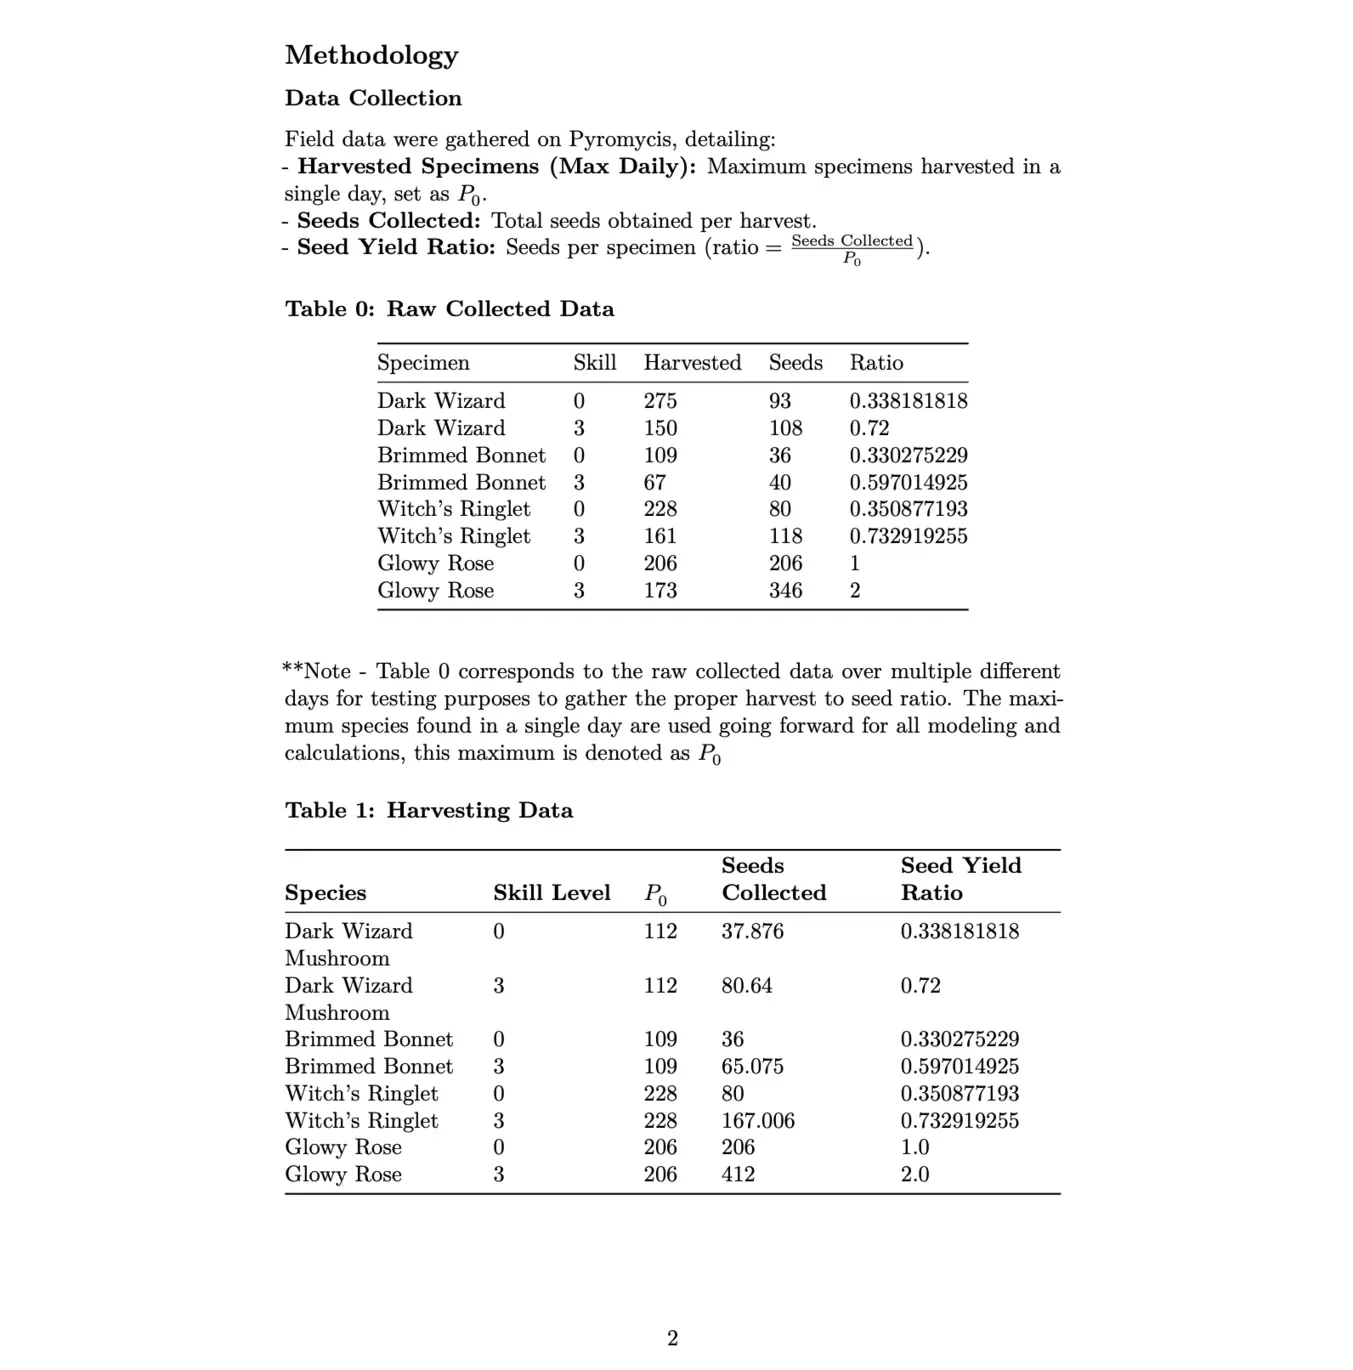 Methodology
Data Collection
Field data were gathered on Pyromycis, detailing:
- Harvested Specimens (Max Daily): Maximum specimens harvested in a
single day, set as P₀.
- Seeds Collected: Total seeds obtained per harvest.
- Seed Yield Ratio: Seeds per specimen (ratio = Seeds Collected / P₀).
Table 0: Raw Collected Data
Specimen Skill Harvested Seeds Ratio
Dark Wizard 0 275 93 0.338181818
Dark Wizard 3 150 108 0.72
Brimmed Bonnet 0 109 36 0.330275229
Brimmed Bonnet 3 67 40 0.597014925
Witch's Ringlet 0 228 80 0.350877193
Witch's Ringlet 3 161 118 0.732919255
Glowy Rose 0 206 206 1
Glowy Rose 3 173 346 2
**Note - Table 0 corresponds to the raw collected data over multiple different
days for testing purposes to gather the proper harvest to seed ratio. The maxi-
mum species found in a single day are used going forward for all modeling and
calculations, this maximum is denoted as P₀
Table 1: Harvesting Data
Seeds Seed Yield
Species Skill Level P₀ Collected Ratio
Dark Wizard 0 112 37.876 0.338181818
Mushroom
Dark Wizard 3 112 80.64 0.72
Mushroom
Brimmed Bonnet 0 109 36 0.330275229
Brimmed Bonnet 3 109 65.075 0.597014925
Witch's Ringlet 0 228 80 0.350877193
Witch's Ringlet 3 228 167.006 0.732919255
Glowy Rose 0 206 206 1.0
Glowy Rose 3 206 412 2.0
2